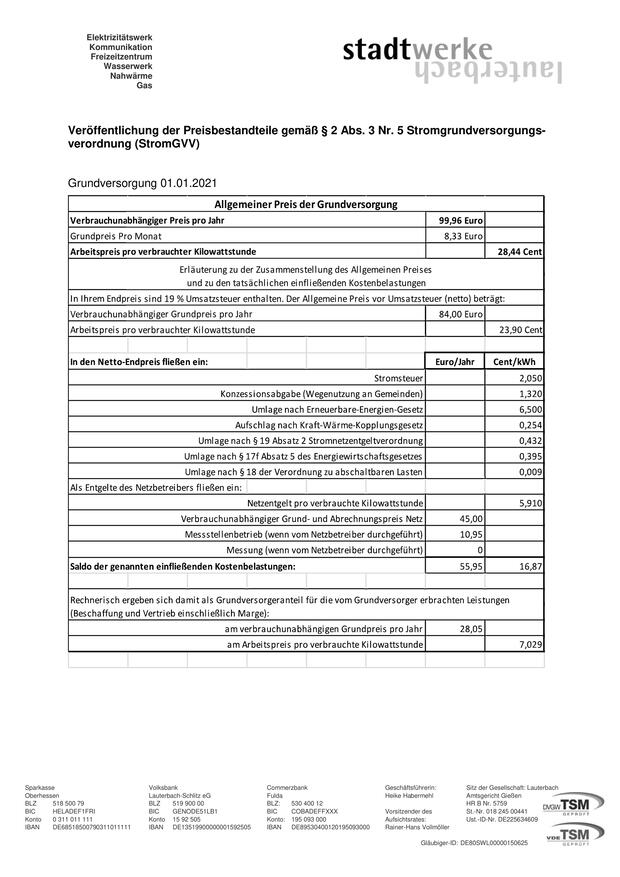 Elektrizitätswerk
Kommunikation
Freizeitzentrum
Wasserwerk
Nahwärme
Gas
stadtwerke
lauterbach
Veröffentlichung der Preisbestandteile gemäß § 2 Abs. 3 Nr. 5 Stromgrundversorgungs-
verordnung (StromGVV)
Grundversorgung 01.01.2021
Allgemeiner Preis der Grundversorgung
Verbrauchunabhängiger Preis pro Jahr 99,96 Euro
Grundpreis Pro Monat 8,33 Euro
Arbeitspreis pro verbrauchter Kilowattstunde 28,44 Cent
Erläuterung zu der Zusammenstellung des Allgemeinen Preises
und zu den tatsächlichen einfließenden Kostenbelastungen
In Ihrem Endpreis sind 19 % Umsatzsteuer enthalten. Der Allgemeine Preis vor Umsatzsteuer (netto) beträgt:
Verbrauchunabhängiger Grundpreis pro Jahr 84,00 Euro
Arbeitspreis pro verbrauchter Kilowattstunde 23,90 Cent
In den Netto-Endpreis fließen ein: Euro/Jahr Cent/kWh
Stromsteuer 2,050
Konzessionsabgabe (Wegenutzung an Gemeinden) 1,320
Umlage nach Erneuerbare-Energien-Gesetz 6,500
Aufschlag nach Kraft-Wärme-Kopplungsgesetz 0,254
Umlage nach § 19 Absatz 2 Stromnetzentgeltverordnung 0,432
Umlage nach § 17f Absatz 5 des Energiewirtschaftsgesetzes 0,395
Umlage nach § 18 der Verordnung zu abschaltbaren Lasten 0,009
Als Entgelte des Netzbetreibers fließen ein:
Netzentgelt pro verbrauchte Kilowattstunde 5,910
Verbrauchunabhängiger Grund- und Abrechnungspreis Netz 45,00
Messstellenbetrieb (wenn vom Netzbetreiber durchgeführt) 10,95
Messung (wenn vom Netzbetreiber durchgeführt) 0
Saldo der genannten einfließenden Kostenbelastungen: 55,95 16,87
Rechnerisch ergeben sich damit als Grundversorgeranteil für die vom Grundversorger erbrachten Leistungen
(Beschaffung und Vertrieb einschließlich Marge):
am verbrauchunabhängigen Grundpreis pro Jahr 28,05
am Arbeitspreis pro verbrauchte Kilowattstunde 7,029
Sparkasse
Oberhessen
BLZ 518 500 79
BIC HELADEF1FRI
Konto 0 311 011 111
IBAN DE68518500790311011111
Volksbank
Lauterbach-Schlitz eG
BLZ 519 900 00
BIC GENODE51LB1
Konto 15 92 505
IBAN DE13519900000001592505
Commerzbank
Fulda
BLZ: 530 400 12
BIC COBADEFFXXX
Konto: 195 093 000
IBAN DE89530400120195093000
Geschäftsführerin:
Heike Habermehl
Vorsitzender des
Aufsichtsrates:
Rainer-Hans Vollmöller
Sitz der Gesellschaft: Lauterbach
Amtsgericht Gießen
HR B Nr. 5759
St.-Nr. 018 245 00441
Ust.-ID-Nr. DE225634609
Gläubiger-ID: DE80SWL00000150625
DVGW TSM
GEPRÜFT
VDE TSM
GEPRÜFT